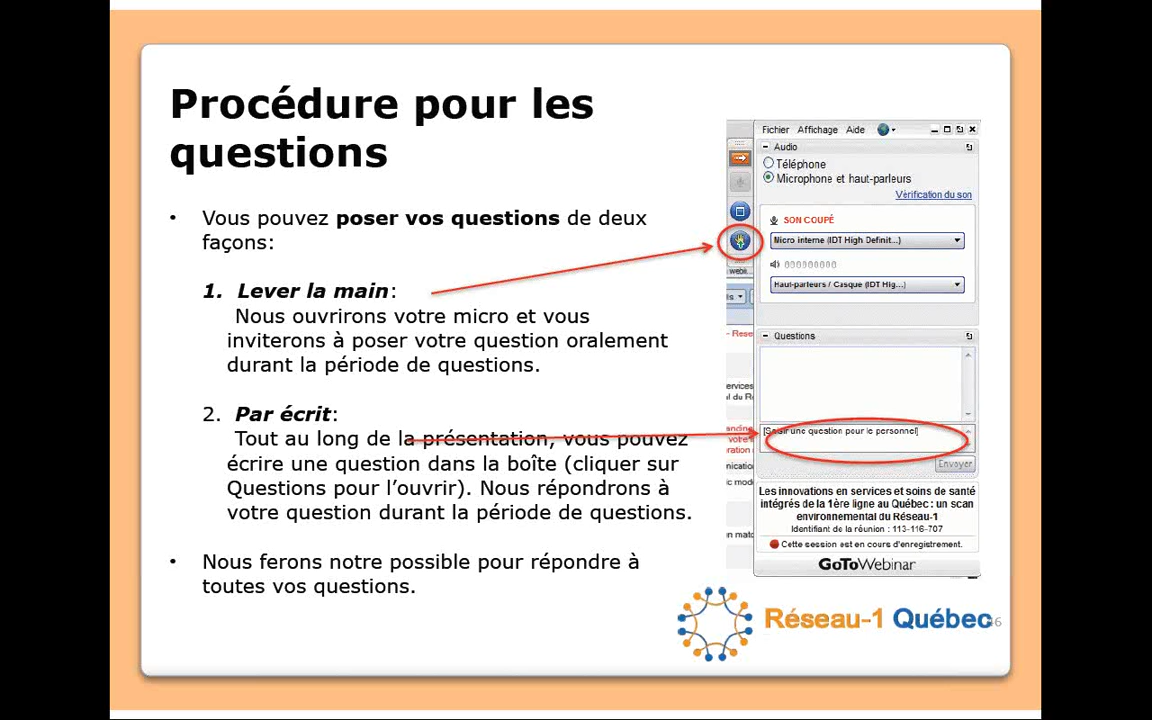 Procédure pour les
questions
• Vous pouvez poser vos questions de deux
façons:
1. Lever la main:
Nous ouvrirons votre micro et vous
inviterons à poser votre question oralement
durant la période de questions.
2. Par écrit:
Tout au long de la présentation, vous pouvez
écrire une question dans la boîte (cliquer sur
Questions pour l'ouvrir). Nous répondrons à
votre question durant la période de questions.
• Nous ferons notre possible pour répondre à
toutes vos questions.
Fichier Affichage Aide
Audio
Téléphone
Microphone et haut-parleurs
Vérification du son
SON COUPÉ
Micro interne (IDT High Definit...)
Haut-parleurs / Casque (IDT Hig...)
Questions
[Saisir une question pour le personnel]
Envoyer
Les innovations en services et soins de santé
intégrés de la 1ère ligne au Québec : un scan
environnemental du Réseau-1
Identifiant de la réunion : 113-116-707
Cette session est en cours d'enregistrement.
GoToWebinar
Réseau-1 Québec